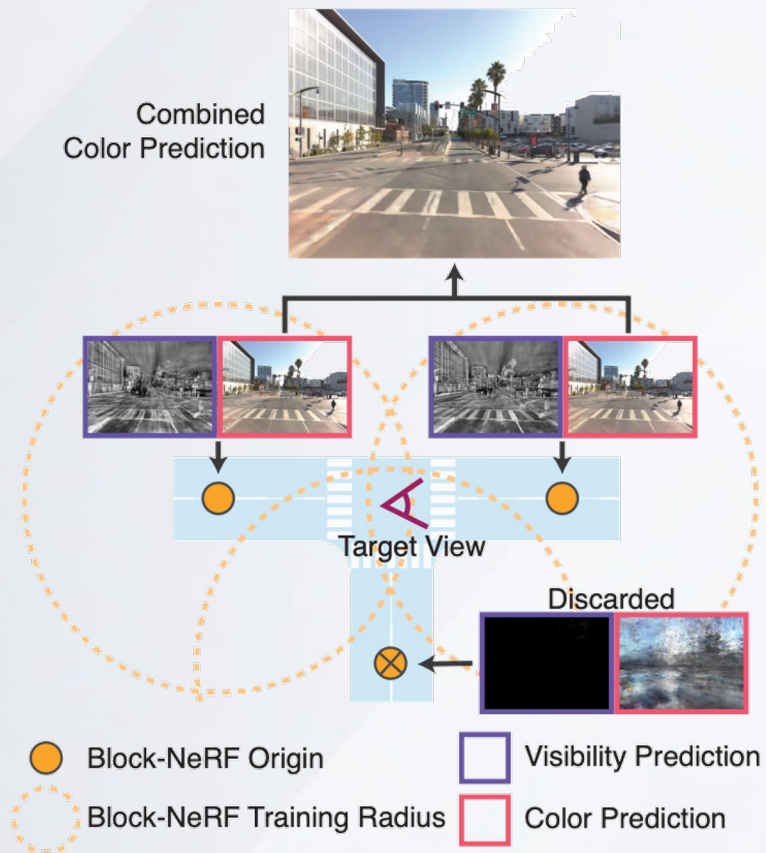 Combined
Color Prediction
Target View
Discarded
Block-NeRF Origin
Visibility Prediction
Block-NeRF Training Radius
Color Prediction